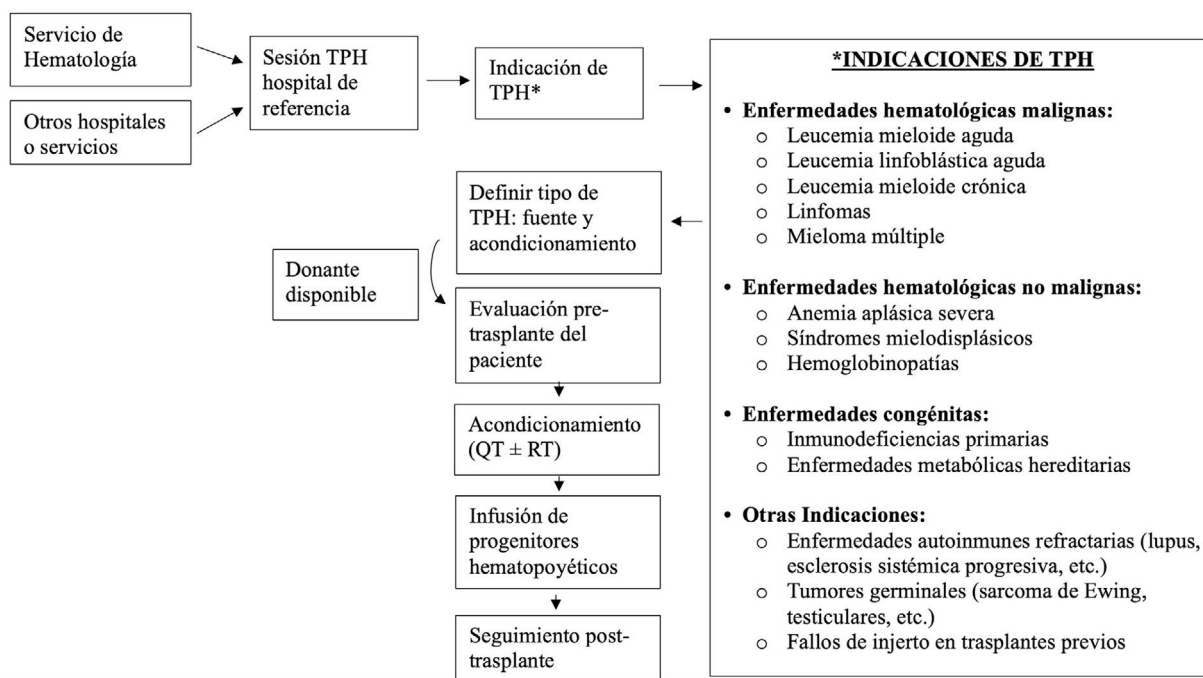 Servicio de
Hematología
Otros hospitales
o servicios
Sesión TPH
hospital de
referencia
Indicación de
TPH*
Definir tipo de
TPH: fuente y
acondicionamiento
Donante
disponible
Evaluación pre-
trasplante del
paciente
Acondicionamiento
(QT ± RT)
Infusión de
progenitores
hematopoyéticos
Seguimiento post-
trasplante
*INDICACIONES DE TPH
• Enfermedades hematológicas malignas:
o Leucemia mieloide aguda
o Leucemia linfoblástica aguda
o Leucemia mieloide crónica
o Linfomas
o Mieloma múltiple
• Enfermedades hematológicas no malignas:
o Anemia aplásica severa
o Síndromes mielodisplásicos
o Hemoglobinopatías
• Enfermedades congénitas:
o Inmunodeficiencias primarias
o Enfermedades metabólicas hereditarias
• Otras Indicaciones:
o Enfermedades autoinmunes refractarias (lupus,
esclerosis sistémica progresiva, etc.)
o Tumores germinales (sarcoma de Ewing,
testiculares, etc.)
o Fallos de injerto en trasplantes previos